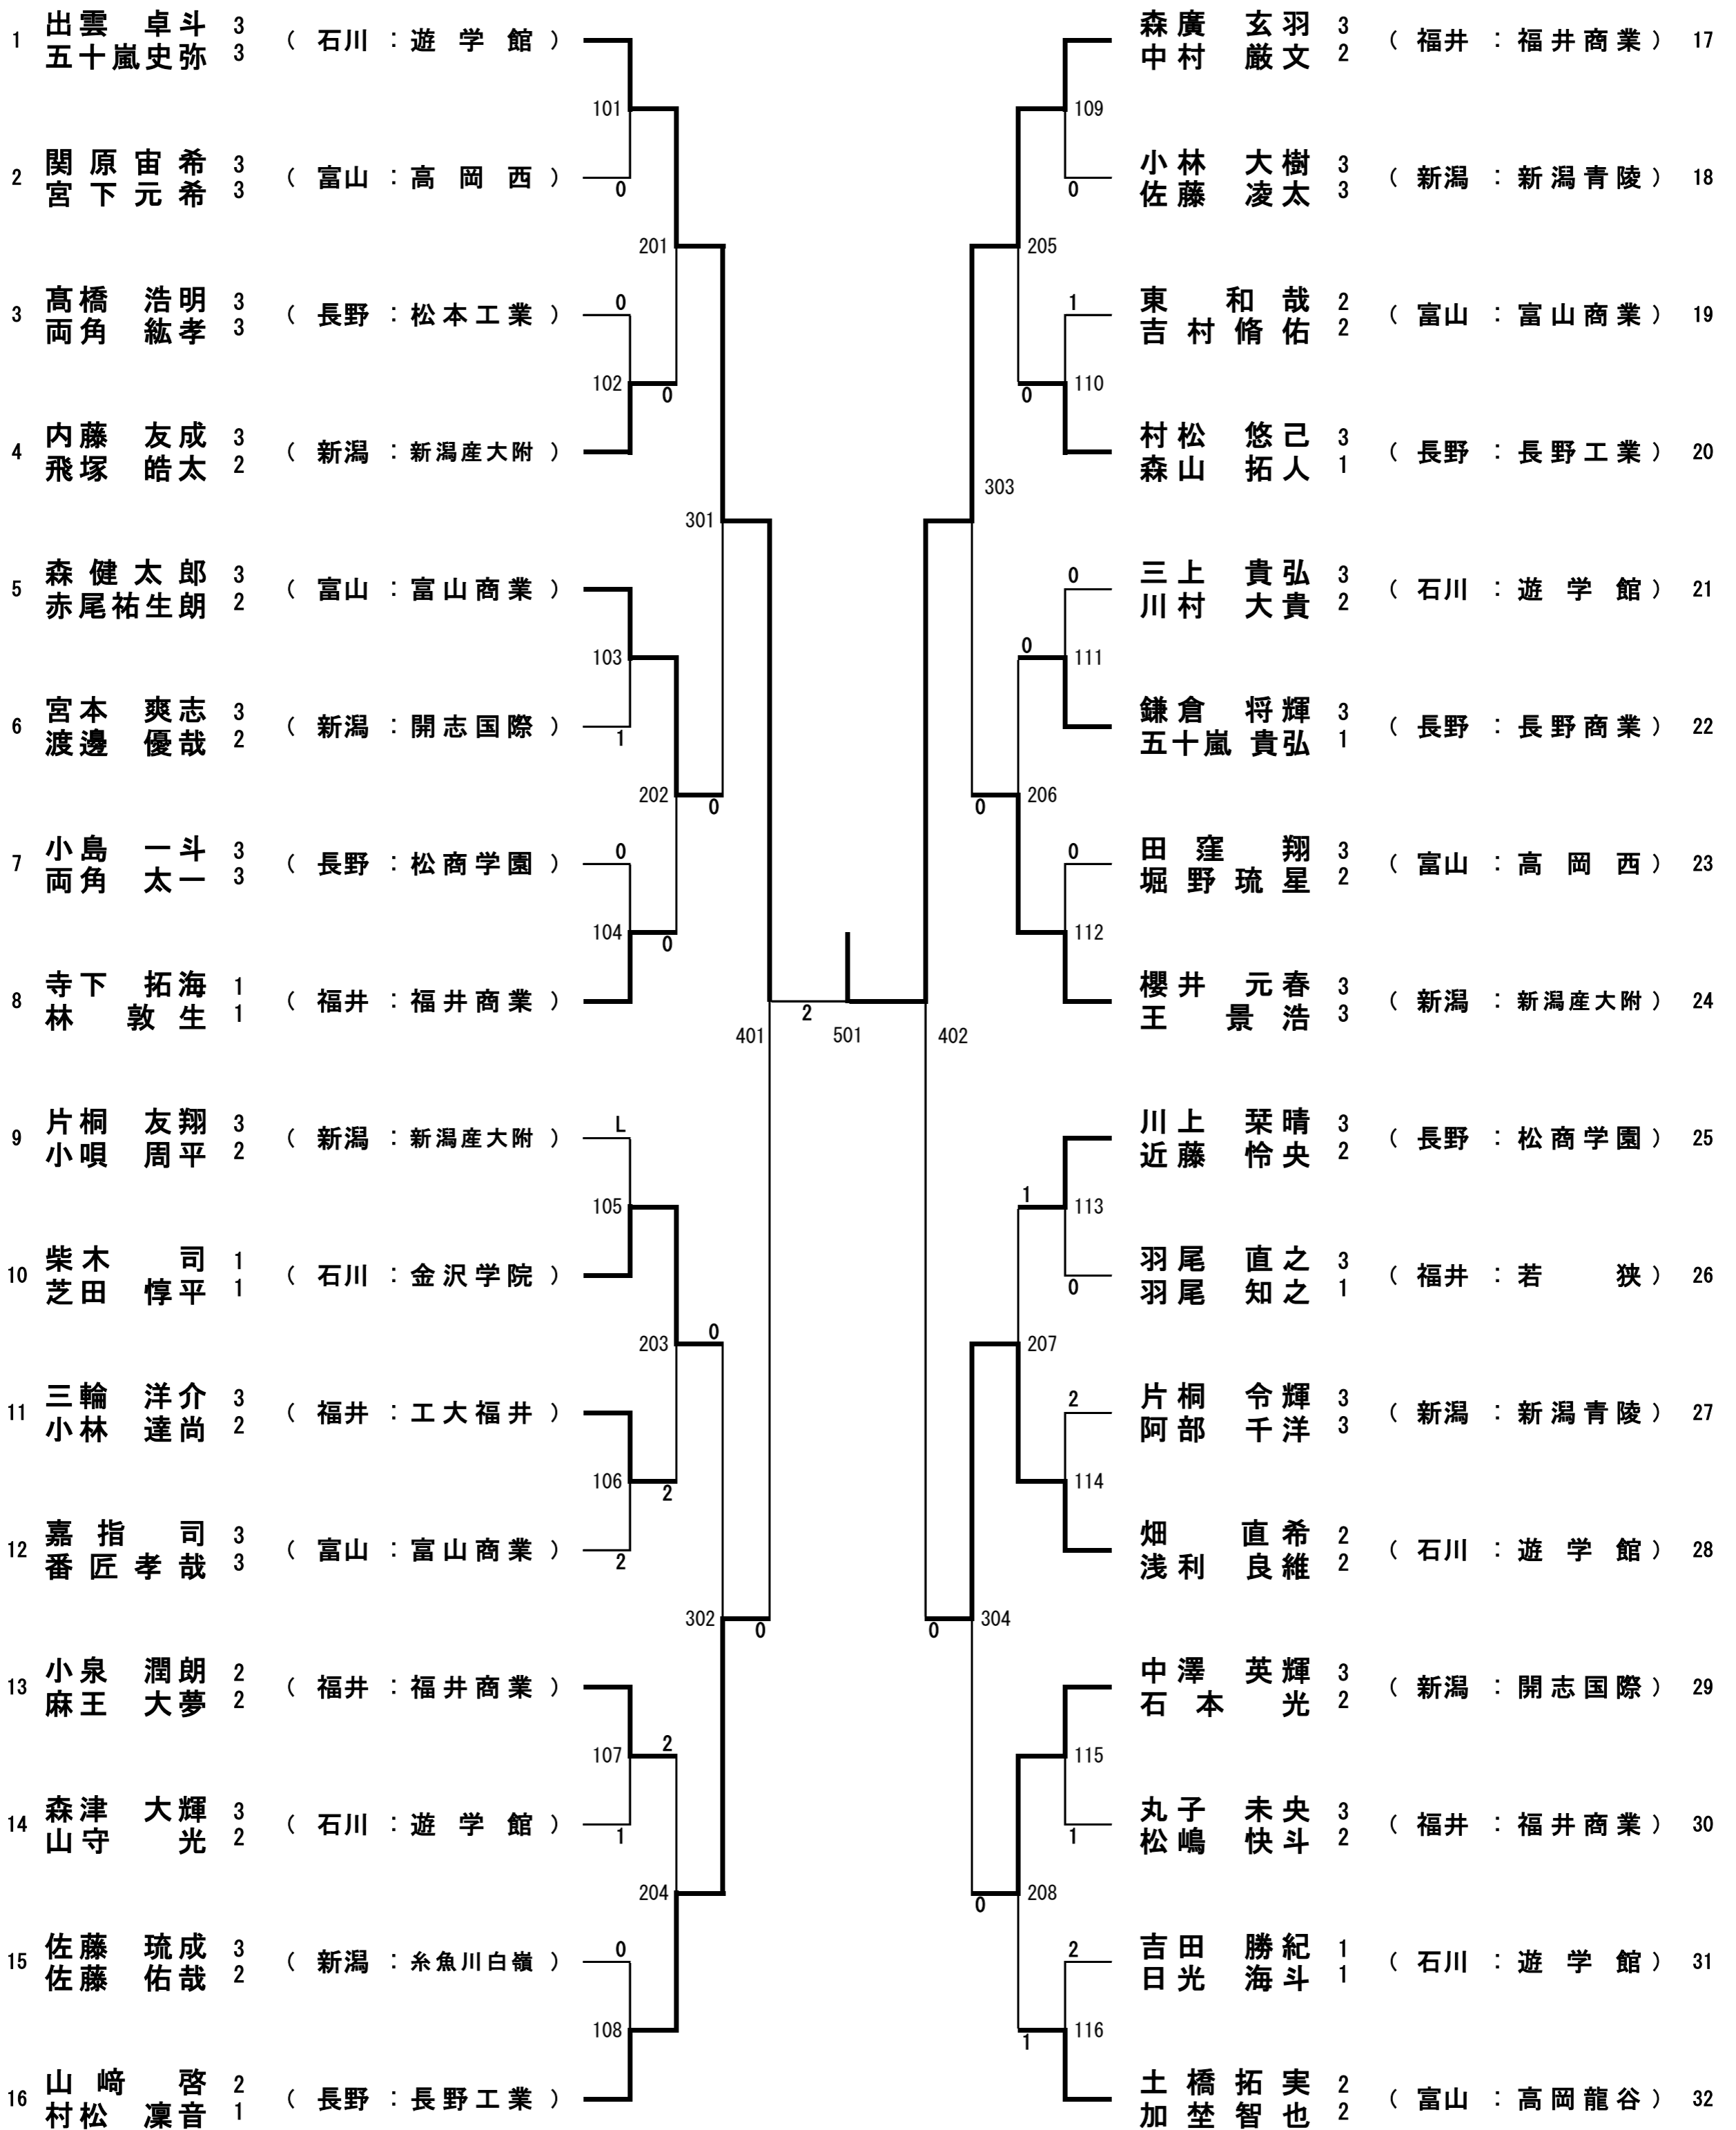 1 出雲 卓斗 3
五十嵐史弥 3
( 石川 : 遊学館 )
2 関原宙希 3
宮下元希 3
( 富山 : 高岡西 )
3 髙橋 浩明 3
両角 紘孝 3
( 長野 : 松本工業 )
4 内藤 友成 3
飛塚 皓太 2
( 新潟 : 新潟産大附 )
5 森健太郎 3
赤尾祐生朗 2
( 富山 : 富山商業 )
6 宮本 爽志 3
渡邊 優哉 2
( 新潟 : 開志国際 )
7 小島 一斗 3
両角 太一 3
( 長野 : 松商学園 )
8 寺下 拓海 1
林 敦生 1
( 福井 : 福井商業 )
9 片桐 友翔 3
小唄 周平 2
( 新潟 : 新潟産大附 )
10 柴木 司 1
芝田 惇平 1
( 石川 : 金沢学院 )
11 三輪 洋介 3
小林 達尚 2
( 福井 : 工大福井 )
12 嘉指 司 3
番匠孝哉 3
( 富山 : 富山商業 )
13 小泉 潤朗 2
麻王 大夢 2
( 福井 : 福井商業 )
14 森津 大輝 3
山守 光 2
( 石川 : 遊学館 )
15 佐藤 琉成 3
佐藤 佑哉 2
( 新潟 : 糸魚川白嶺 )
16 山﨑 啓 2
村松 凜音 1
( 長野 : 長野工業 )
101
0
201
0
102
0
301
103
1
202
0
0
104
0
401
2
501
402
L
105
203
0
106
2
2
302
0
107
2
1
204
0
108
109
0
205
1
110
0
303
0
0
111
0
206
0
112
1
113
0
207
2
114
0
304
115
1
0
208
2
1
116
森廣 玄羽 3
中村 厳文 2
( 福井 : 福井商業 ) 17
小林 大樹 3
佐藤 凌太 3
( 新潟 : 新潟青陵 ) 18
東 和哉 2
吉村脩佑 2
( 富山 : 富山商業 ) 19
村松 悠己 3
森山 拓人 1
( 長野 : 長野工業 ) 20
三上 貴弘 3
川村 大貴 2
( 石川 : 遊学館 ) 21
鎌倉 将輝 3
五十嵐 貴弘 1
( 長野 : 長野商業 ) 22
田窪 翔 3
堀野琉星 2
( 富山 : 高岡西 ) 23
櫻井 元春 3
王 景浩 3
( 新潟 : 新潟産大附 ) 24
川上 栞晴 3
近藤 怜央 2
( 長野 : 松商学園 ) 25
羽尾 直之 3
羽尾 知之 1
( 福井 : 若狭 ) 26
片桐 令輝 3
阿部 千洋 3
( 新潟 : 新潟青陵 ) 27
畑 直希 2
浅利 良維 2
( 石川 : 遊学館 ) 28
中澤 英輝 3
石本 光 2
( 新潟 : 開志国際 ) 29
丸子 未央 3
松嶋 快斗 2
( 福井 : 福井商業 ) 30
吉田 勝紀 1
日光 海斗 1
( 石川 : 遊学館 ) 31
土橋拓実 2
加埜智也 2
( 富山 : 高岡龍谷 ) 32